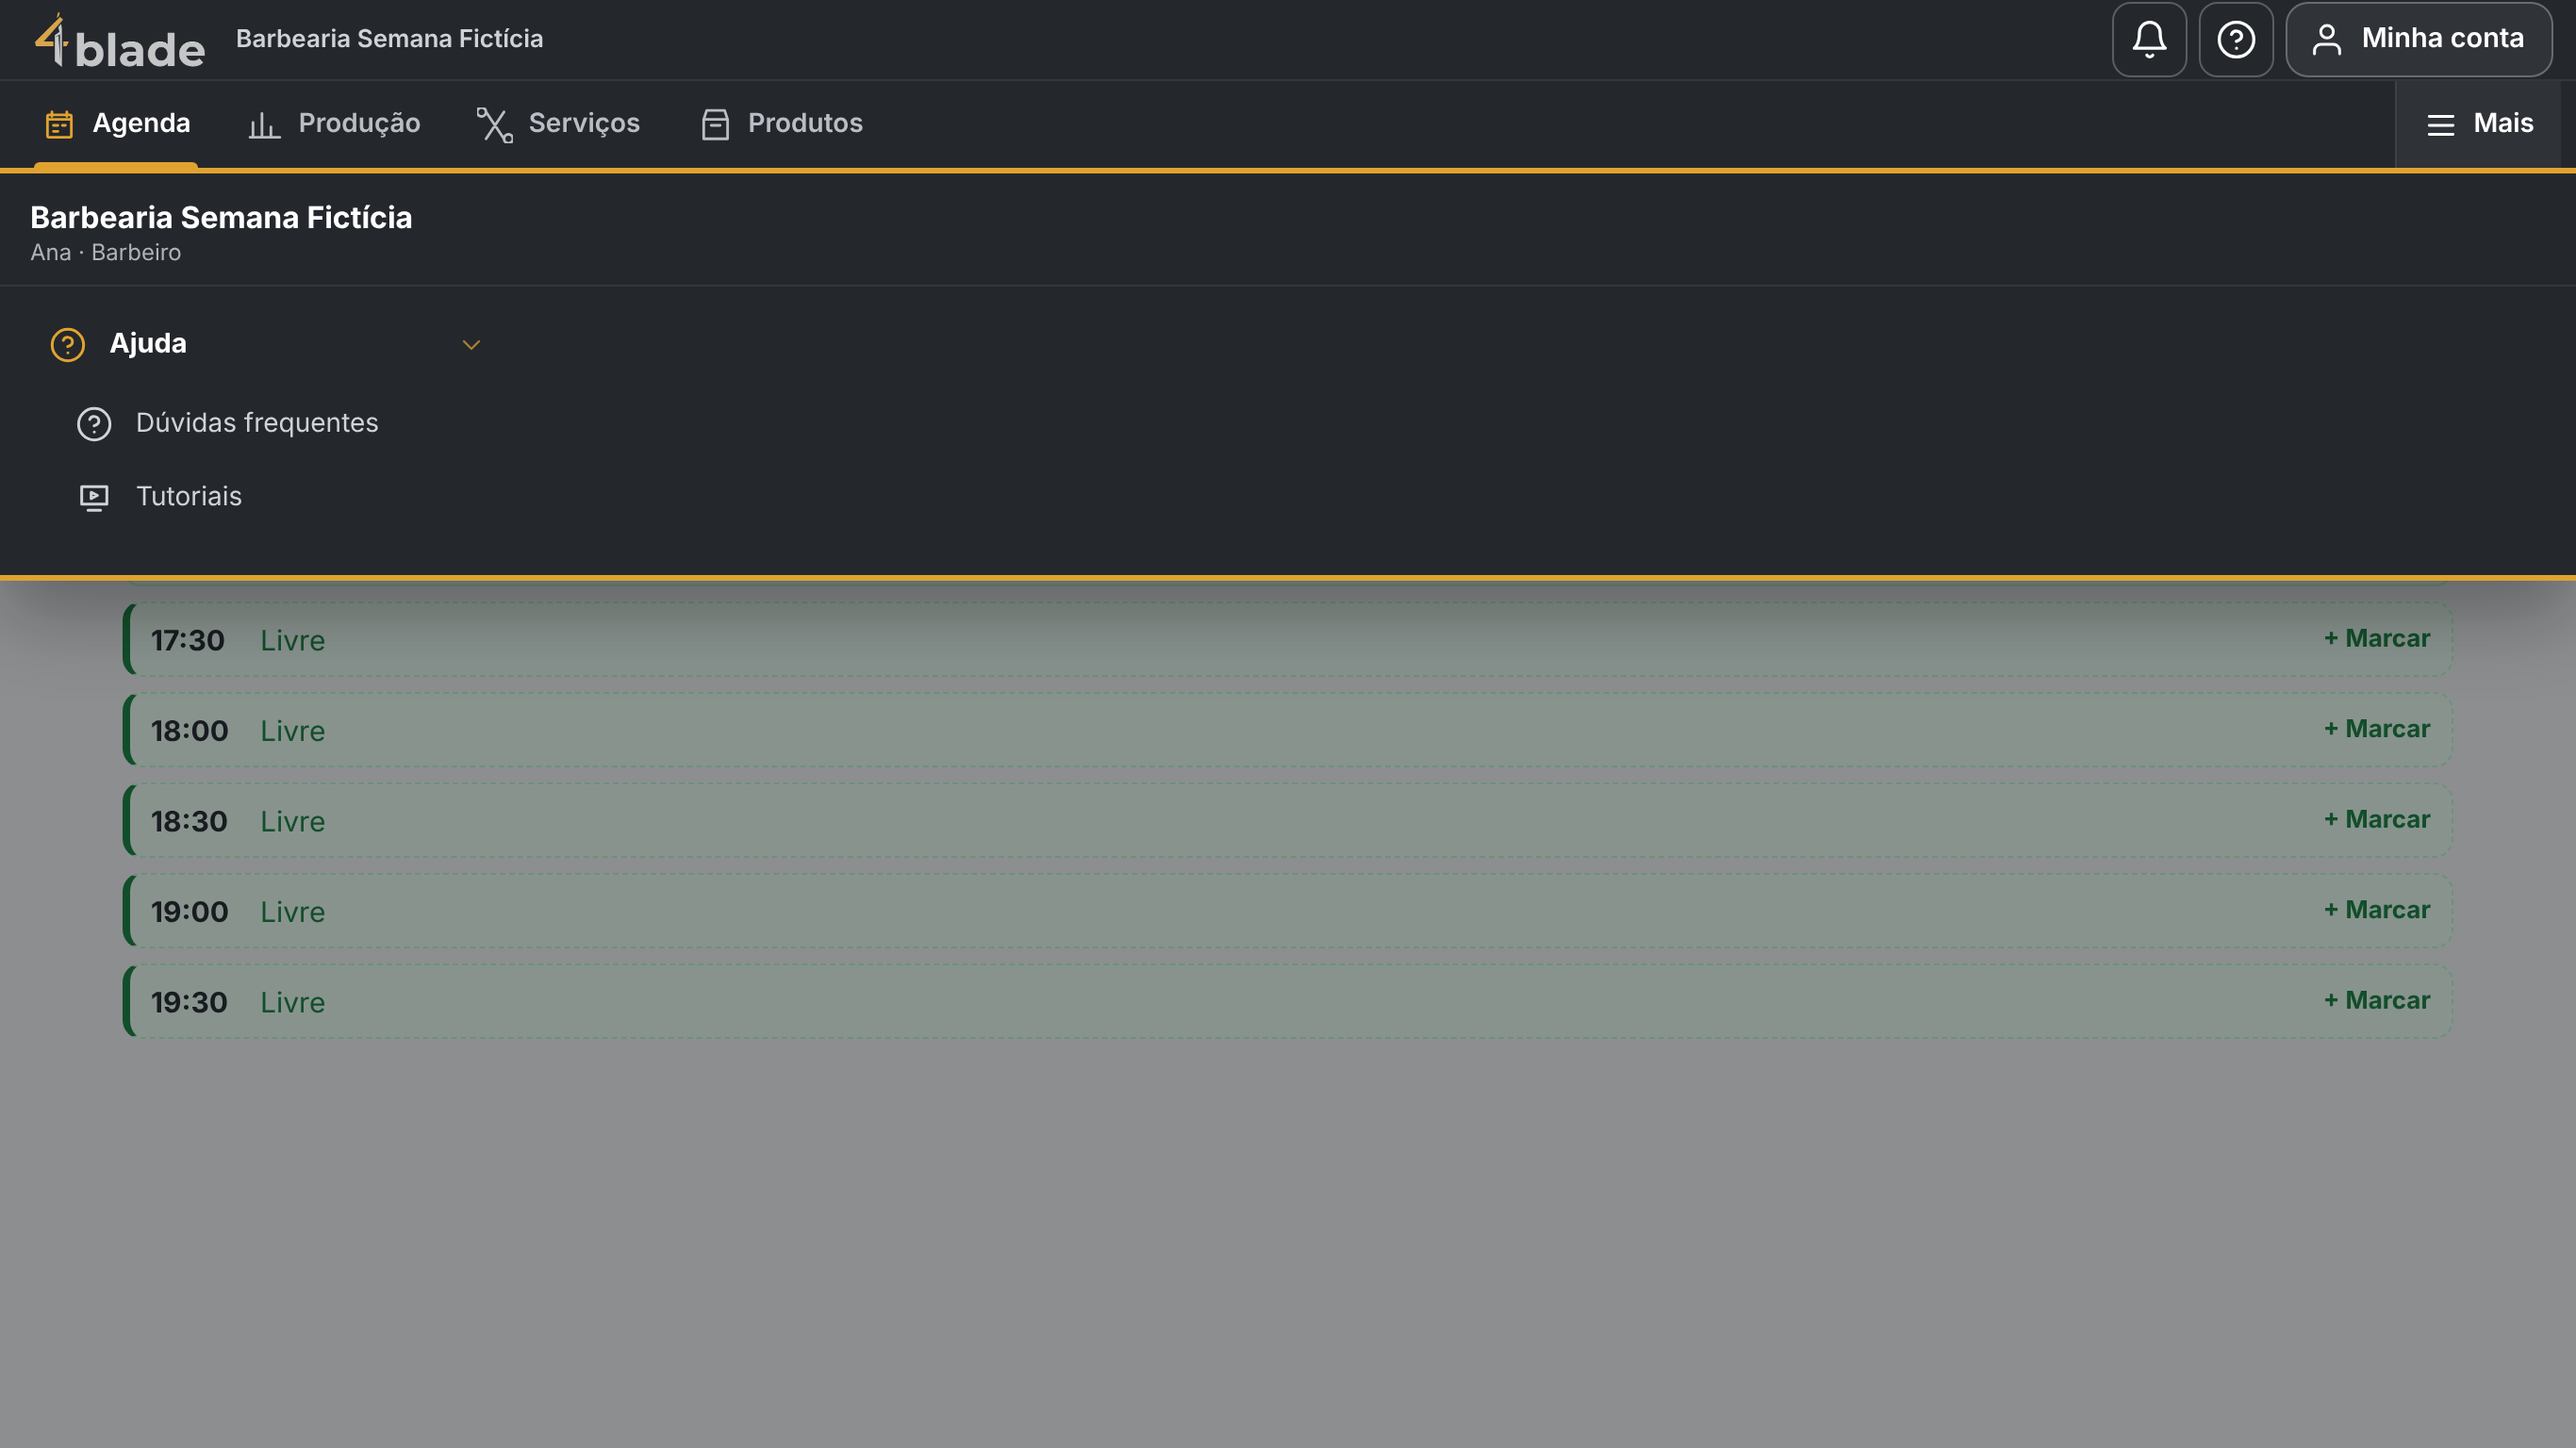 4blade Barbearia Semana Fictícia Minha conta
Agenda Produção Serviços Produtos Mais
Barbearia Semana Fictícia
Ana · Barbeiro
Ajuda
Dúvidas frequentes
Tutoriais
17:30 Livre + Marcar
18:00 Livre + Marcar
18:30 Livre + Marcar
19:00 Livre + Marcar
19:30 Livre + Marcar